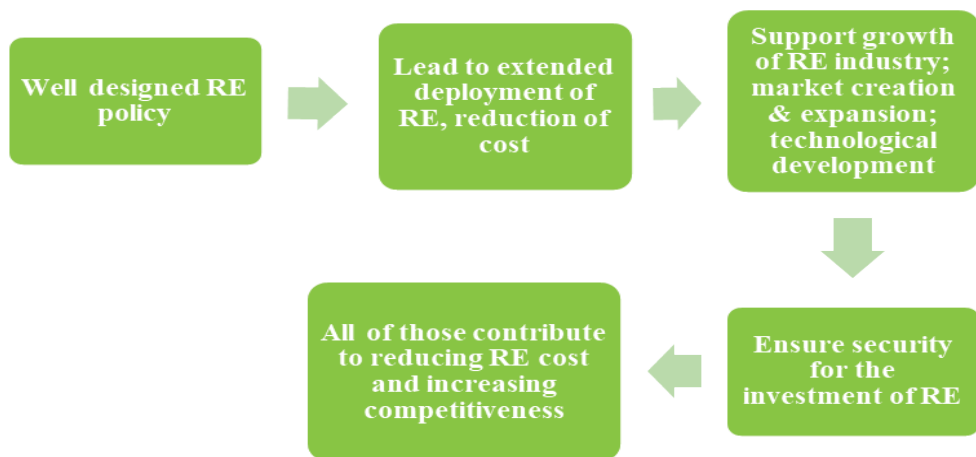 Well designed RE
policy
Lead to extended
deployment of
RE, reduction of
cost
Support growth
of RE industry;
market creation
& expansion;
technological
development
Ensure security
for the
investment of RE
All of those contribute
to reducing RE cost
and increasing
competitiveness